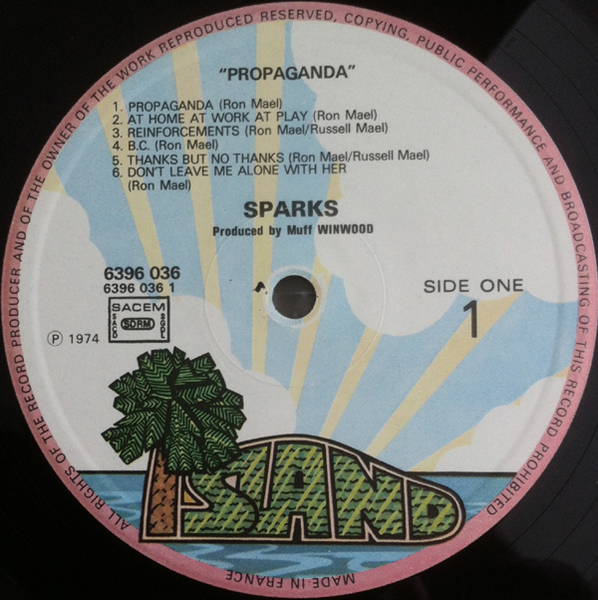 ALL RIGHTS OF THE RECORD PRODUCER AND OF THE OWNER OF THE WORK REPRODUCED RESERVED, COPYING, PUBLIC PERFORMANCE AND BROADCASTING OF THIS RECORD PROHIBITED
"PROPAGANDA"
1. PROPAGANDA (Ron Mael)
2. AT HOME AT WORK AT PLAY (Ron Mael)
3. REINFORCEMENTS (Ron Mael/Russell Mael)
4. B.C. (Ron Mael)
5. THANKS BUT NO THANKS (Ron Mael/Russell Mael)
6. DON'T LEAVE ME ALONE WITH HER
(Ron Mael)
SPARKS
Produced by Muff WINWOOD
6396 036
6396 036 1
SACEM
SACD SDRM SGDL
SIDE ONE
1
Ⓟ 1974
ISLAND
MADE IN FRANCE